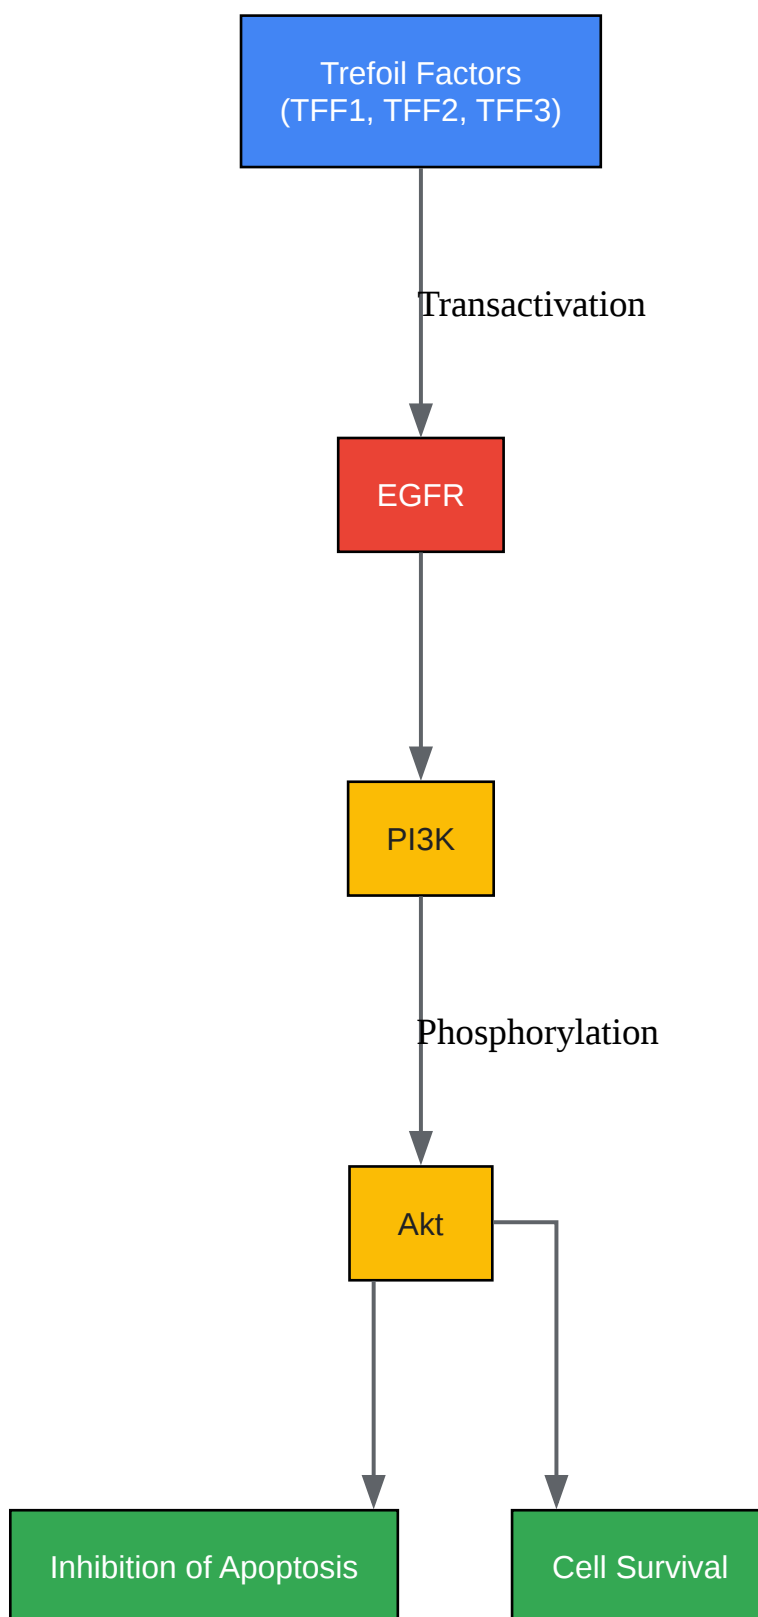 Trefoil Factors
(TFF1, TFF2, TFF3)
Transactivation
EGFR
PI3K
Phosphorylation
Akt
Inhibition of Apoptosis
Cell Survival